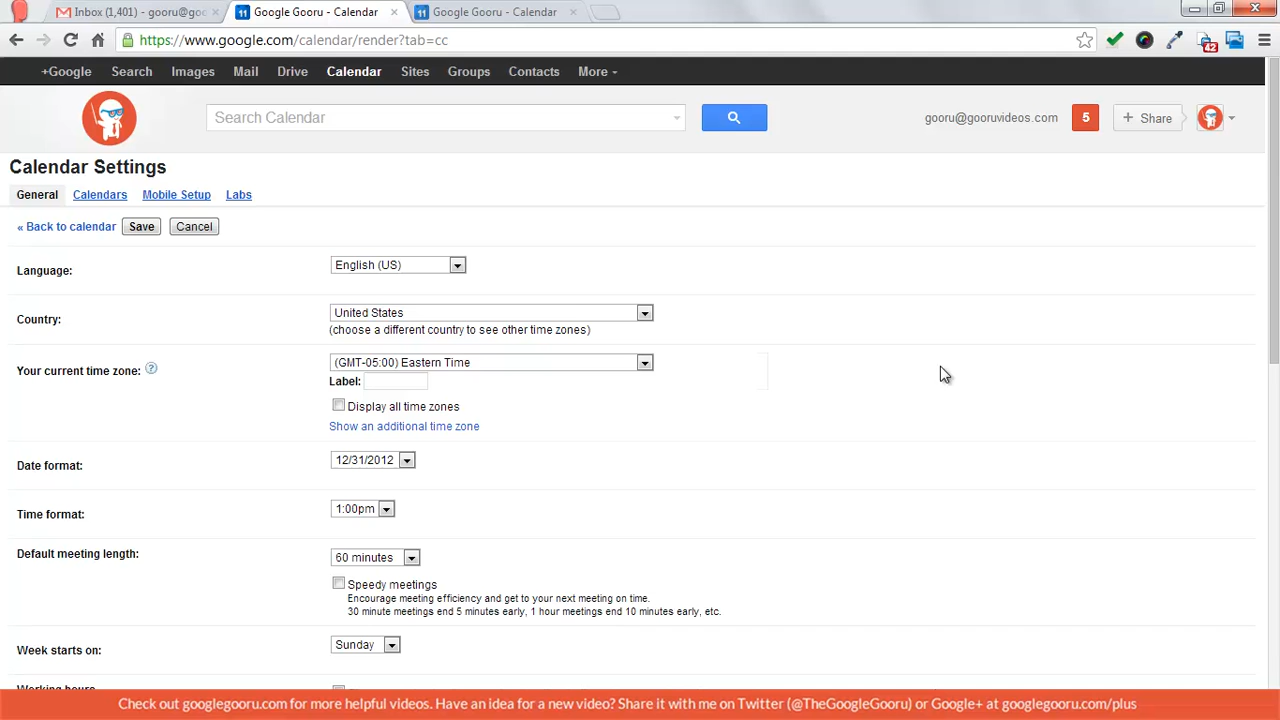 Inbox (1,401) - gooru@goo
Google Gooru - Calendar
Google Gooru - Calendar
https://www.google.com/calendar/render?tab=cc
42
+Google Search Images Mail Drive Calendar Sites Groups Contacts More
Search Calendar
gooru@gooruvideos.com 5 + Share
Calendar Settings
General Calendars Mobile Setup Labs
« Back to calendar Save Cancel
Language: English (US)
Country: United States
(choose a different country to see other time zones)
Your current time zone: ? (GMT-05:00) Eastern Time
Label:
Display all time zones
Show an additional time zone
Date format: 12/31/2012
Time format: 1:00pm
Default meeting length: 60 minutes
Speedy meetings
Encourage meeting efficiency and get to your next meeting on time.
30 minute meetings end 5 minutes early, 1 hour meetings end 10 minutes early, etc.
Week starts on: Sunday
Working hours
Check out googlegooru.com for more helpful videos. Have an idea for a new video? Share it with me on Twitter (@TheGoogleGooru) or Google+ at googlegooru.com/plus